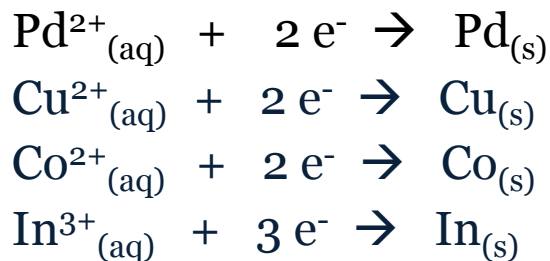 Pd²⁺(aq) + 2 e⁻ → Pd(s)
Cu²⁺(aq) + 2 e⁻ → Cu(s)
Co²⁺(aq) + 2 e⁻ → Co(s)
In³⁺(aq) + 3 e⁻ → In(s)